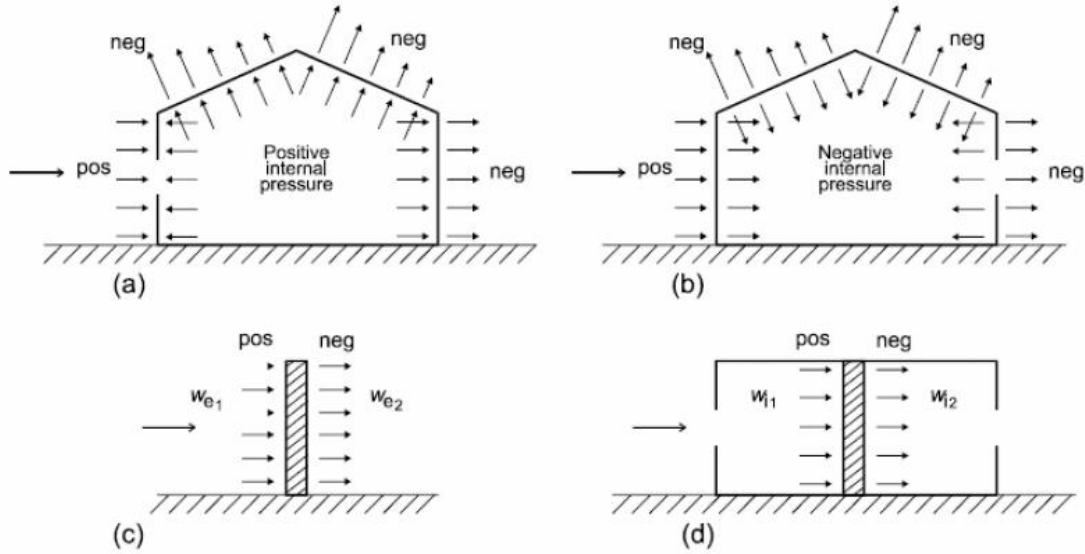 neg
neg
pos
Positive
internal
pressure
neg
(a)
neg
neg
pos
Negative
internal
pressure
neg
(b)
pos
neg
we1
we2
(c)
pos
neg
wi1
wi2
(d)